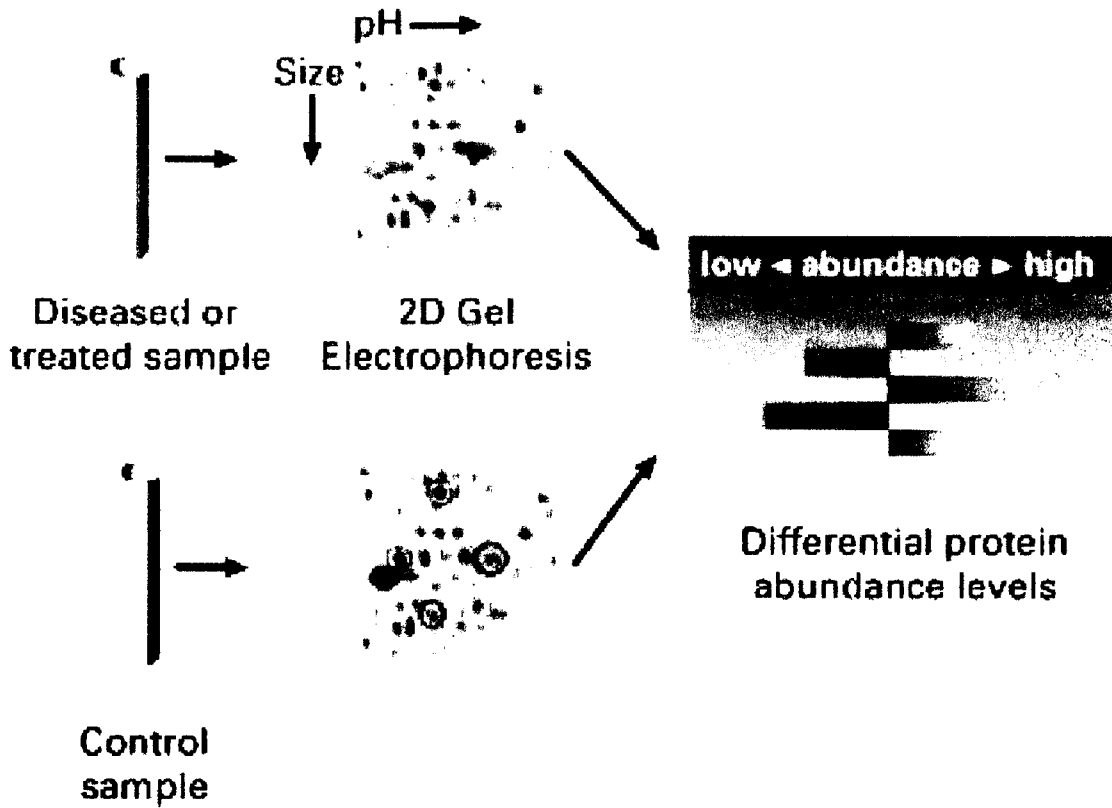 pH
Size
Diseased or
treated sample
2D Gel
Electrophoresis
low ◄ abundance ► high
Differential protein
abundance levels
Control
sample